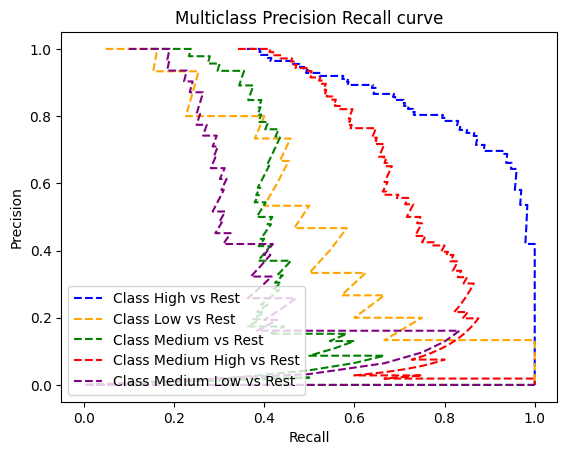 Multiclass Precision Recall curve
1.0
0.8
0.6
0.4
0.2
0.0
Precision
Class High vs Rest
Class Low vs Rest
Class Medium vs Rest
Class Medium High vs Rest
Class Medium Low vs Rest
0.0 0.2 0.4 0.6 0.8 1.0
Recall